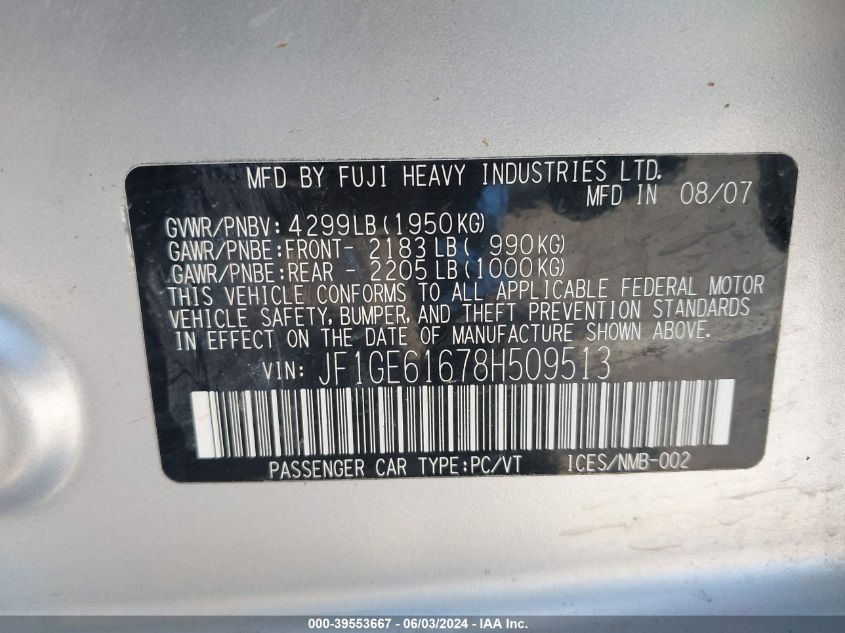 MFD BY FUJI HEAVY INDUSTRIES LTD.
MFD IN 08/07
GVWR/PNBV: 4299LB(1950KG)
GAWR/PNBE:FRONT- 2183LB( 990KG)
GAWR/PNBE:REAR - 2205LB(1000KG)
THIS VEHICLE CONFORMS TO ALL APPLICABLE FEDERAL MOTOR
VEHICLE SAFETY, BUMPER, AND THEFT PREVENTION STANDARDS
IN EFFECT ON THE DATE OF MANUFACTURE SHOWN ABOVE.
VIN: JF1GE61678H509513
PASSENGER CAR TYPE:PC/VT ICES/NMB-002
000-39553667 - 06/03/2024 - IAA Inc.